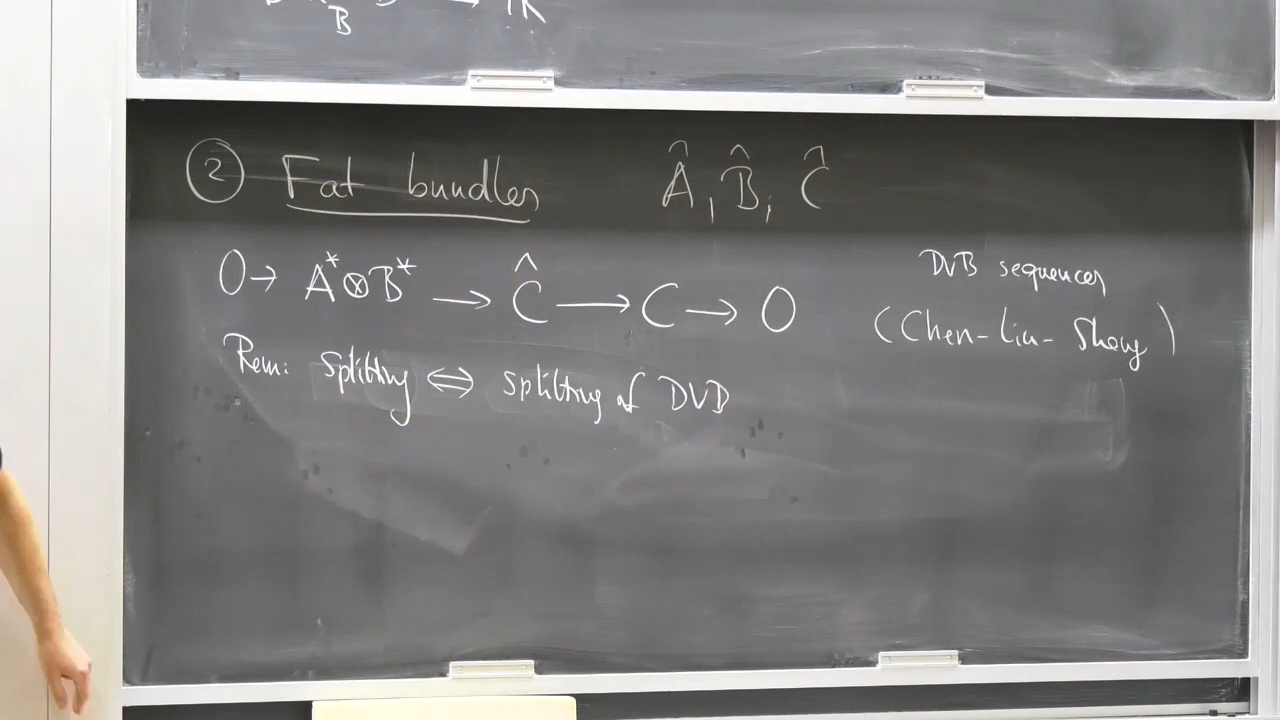 B → ℝ
B
② Fat bundles Â, B̂, Ĉ
0 → A*⊗B* → Ĉ → C → 0
DVB sequences
(Chen-Liu-Sheng)
Rem: splitting ⇔ splitting of DVB